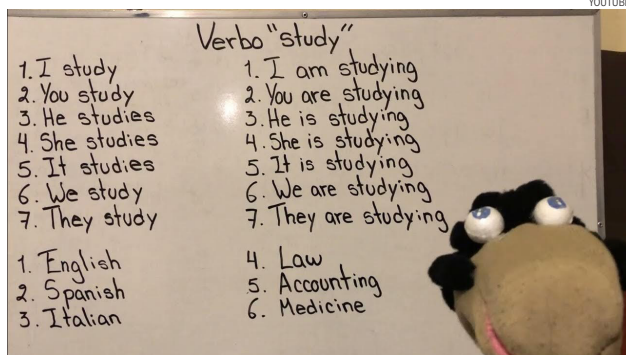 YOUTUBE
Verbo "study"
1. I study
2. You study
3. He studies
4. She studies
5. It studies
6. We study
7. They study
1. I am studying
2. You are studying
3. He is studying
4. She is studying
5. It is studying
6. We are studying
7. They are studying
1. English
2. Spanish
3. Italian
4. Law
5. Accounting
6. Medicine